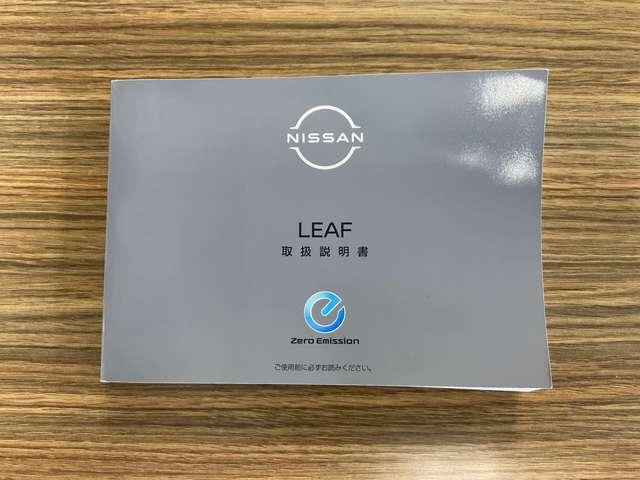 NISSAN
LEAF
取扱説明書
Zero Emission
ご使用前に必ずお読みください。